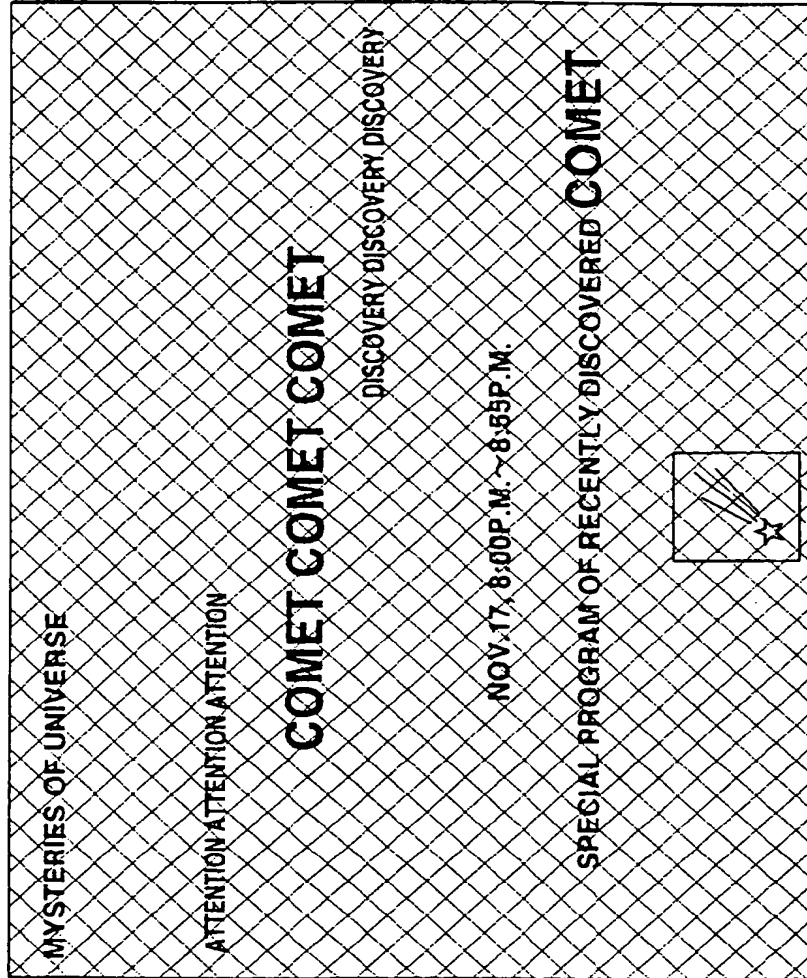 MYSTERIES OF UNIVERSE
ATTENTION ATTENTION ATTENTION
COMET COMET COMET
DISCOVERY DISCOVERY DISCOVERY
NOV.17, 8:00P.M.~8:55P.M.
SPECIAL PROGRAM OF RECENTLY DISCOVERED COMET